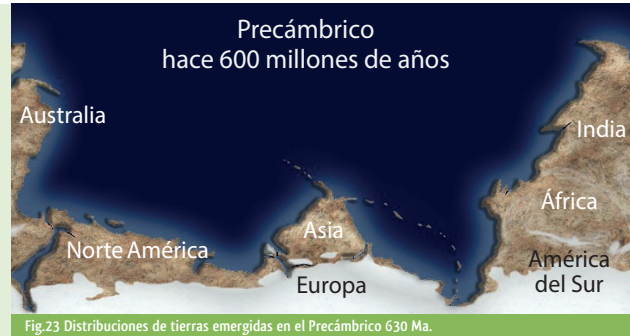 Precámbrico
hace 600 millones de años
Australia
India
África
Norte América
Asia
Europa
América
del Sur
Fig.23 Distribuciones de tierras emergidas en el Precámbrico 630 Ma.